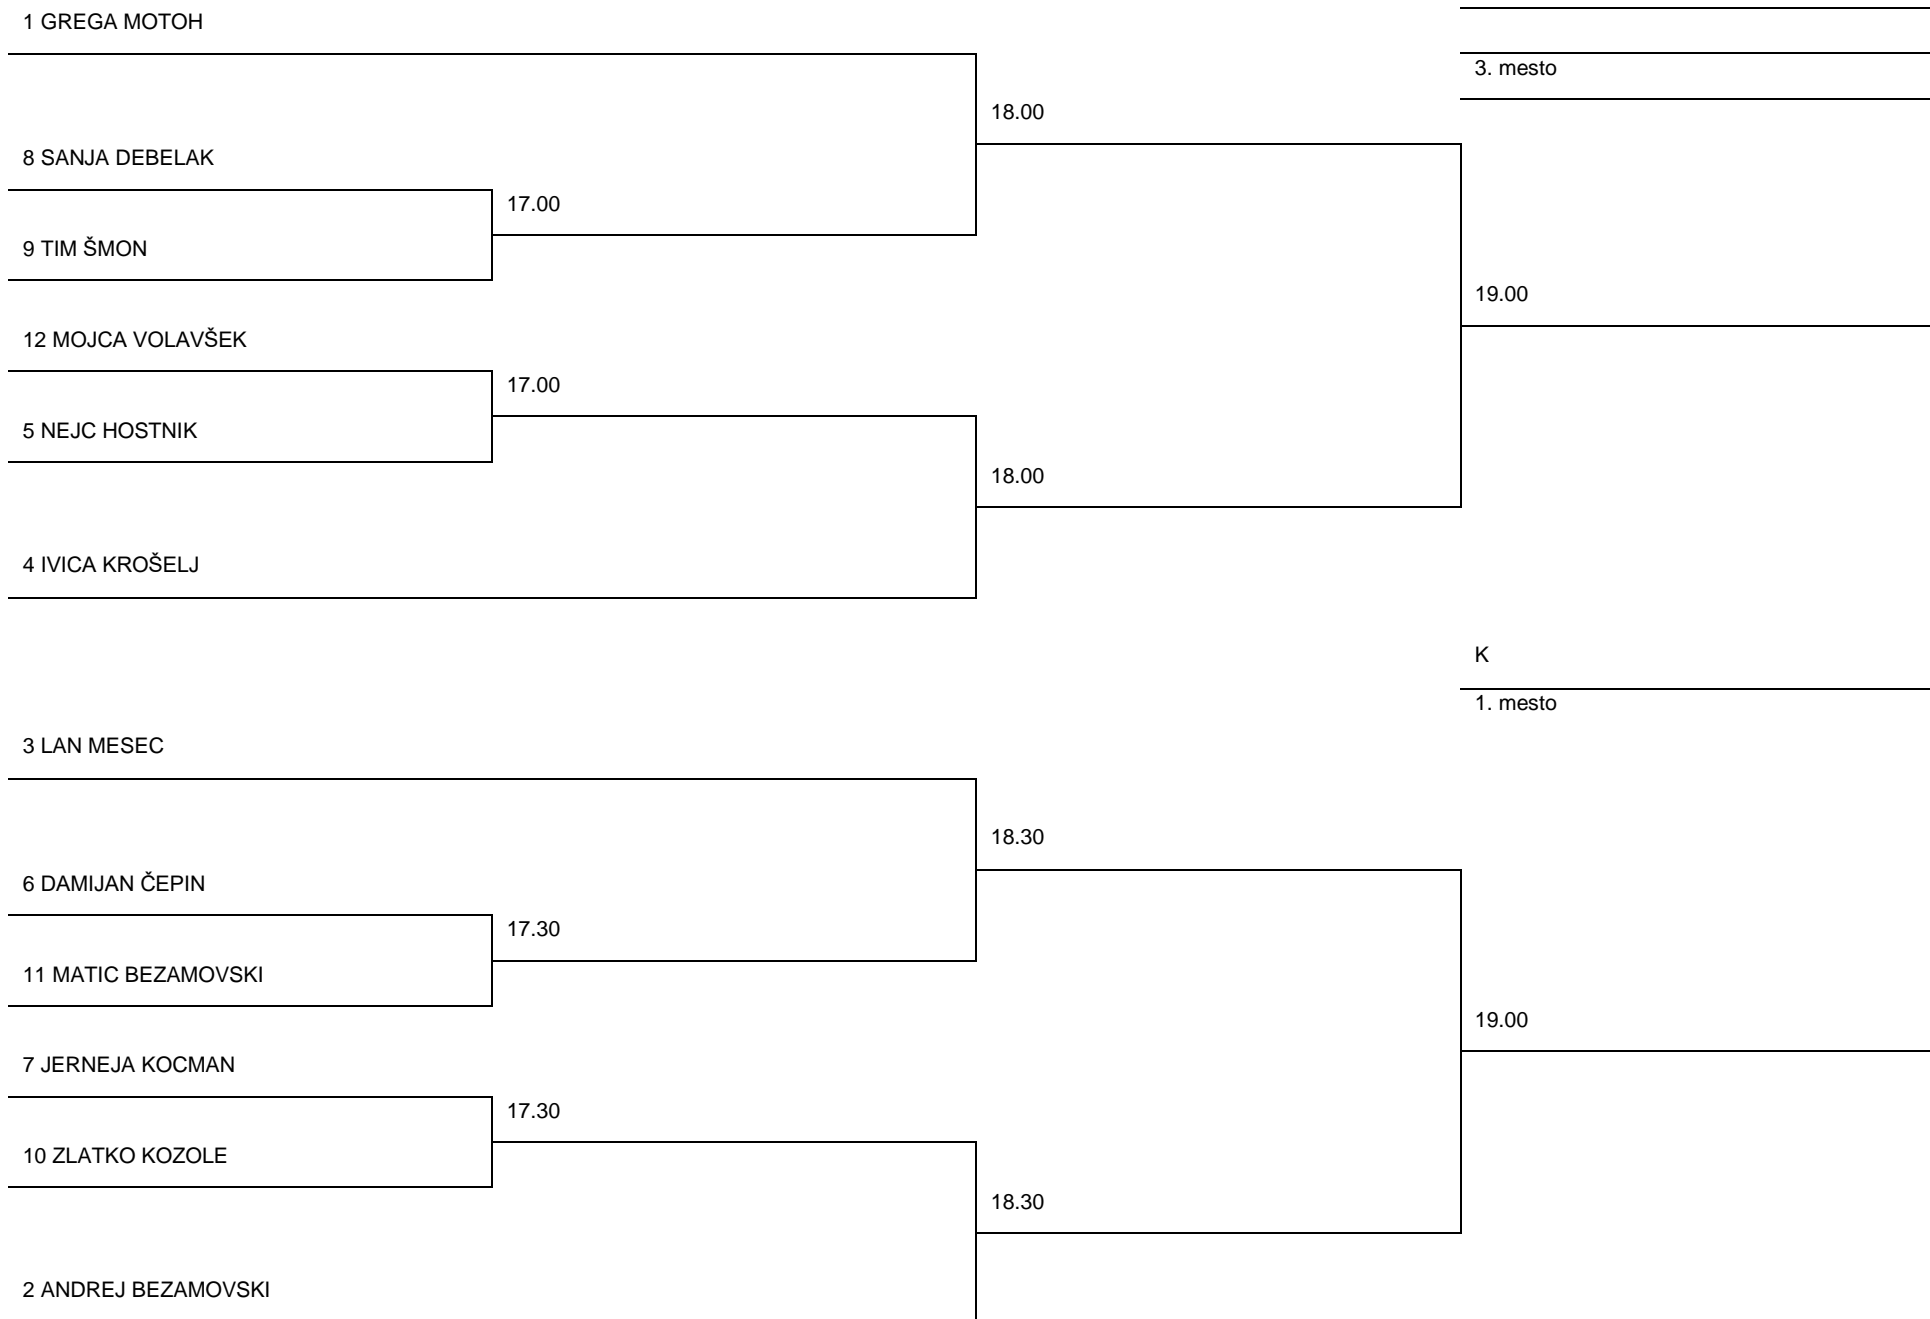 1 GREGA MOTOH
3. mesto
18.00
8 SANJA DEBELAK
17.00
9 TIM ŠMON
19.00
12 MOJCA VOLAVŠEK
17.00
5 NEJC HOSTNIK
18.00
4 IVICA KROŠELJ
K
1. mesto
3 LAN MESEC
18.30
6 DAMIJAN ČEPIN
17.30
11 MATIC BEZAMOVSKI
19.00
7 JERNEJA KOCMAN
17.30
10 ZLATKO KOZOLE
18.30
2 ANDREJ BEZAMOVSKI